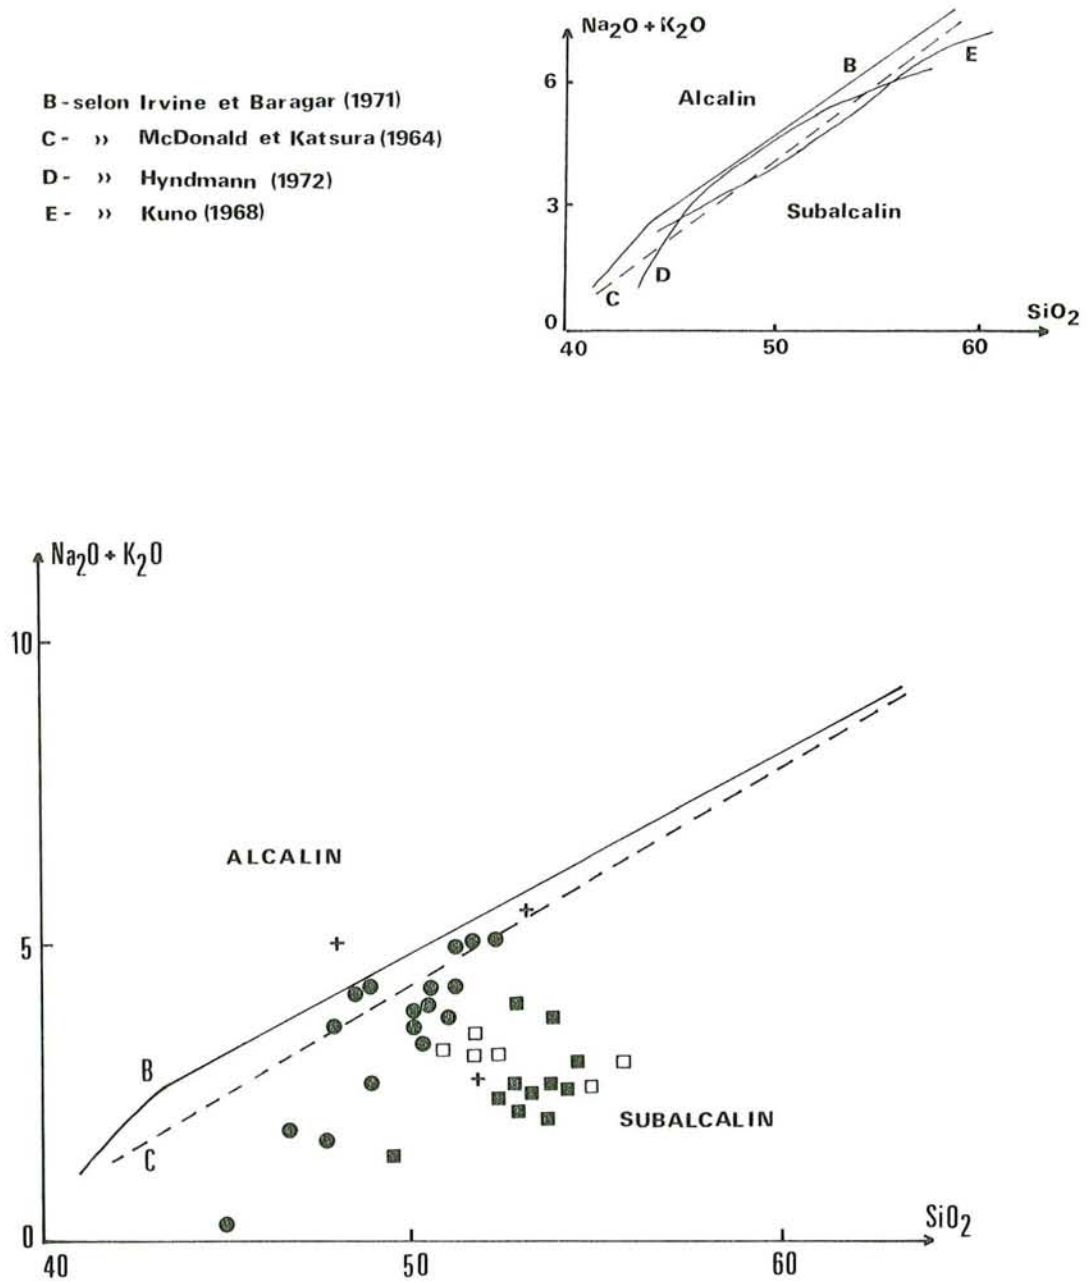 B - selon Irvine et Baragar (1971)
C - ›› McDonald et Katsura (1964)
D - ›› Hyndmann (1972)
E - ›› Kuno (1968)
Na₂O + K₂O
6
3
0
40
50
60
SiO₂
Alcalin
Subalcalin
B
E
D
C
Na₂O + K₂O
10
5
0
40
50
60
SiO₂
ALCALIN
SUBALCALIN
B
C